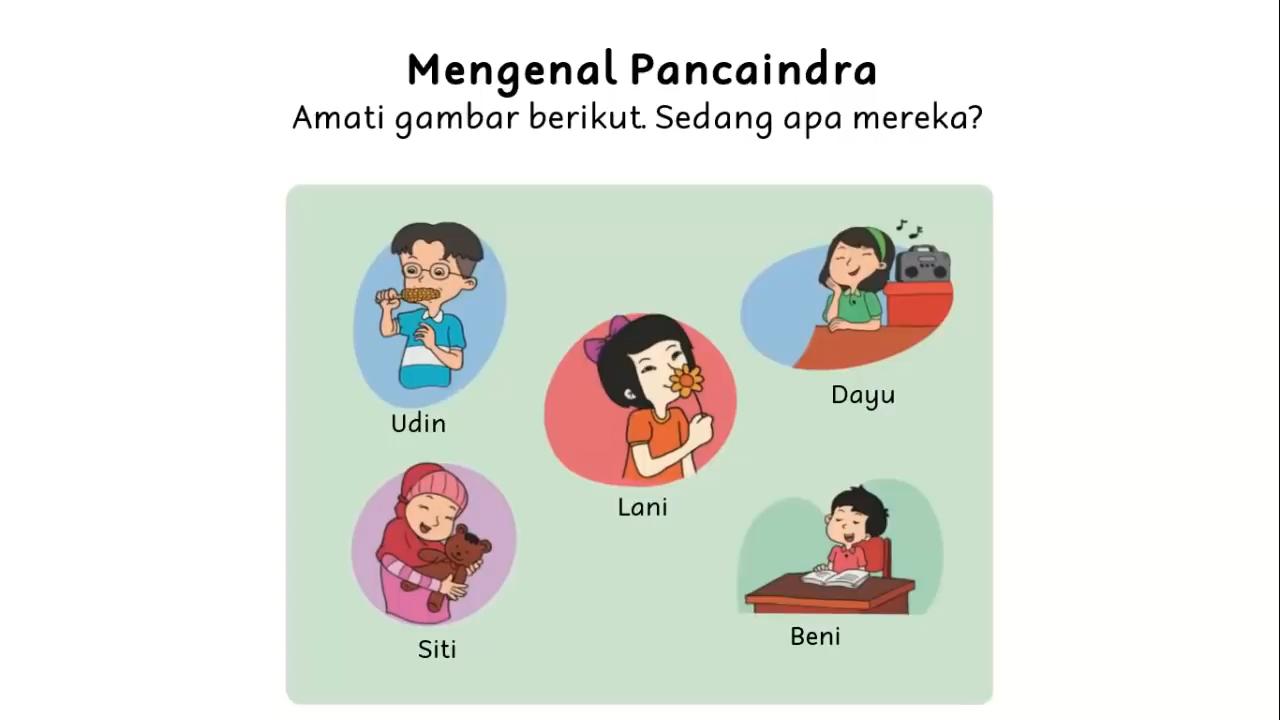 Mengenal Pancaindra
Amati gambar berikut. Sedang apa mereka?
Udin
Dayu
Lani
Siti
Beni